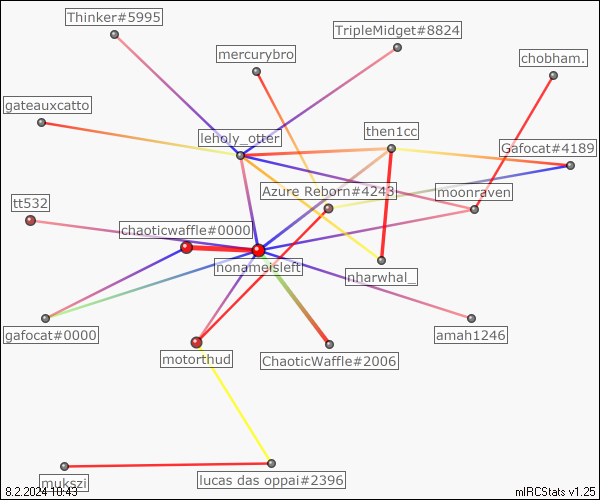 Thinker#5995
TripleMidget#8824
mercurybro
chobham.
gateauxcatto
then1cc
leholy_otter
Gafocat#4189
Azure Reborn#4243
moonraven
tt532
chaoticwaffle#0000
nonameisleft
nharwhal_
gafocat#0000
amah1246
motorthud
ChaoticWaffle#2006
mukszi
lucas das oppai#2396
8.2.2024 10:43
mIRCStats v1.25